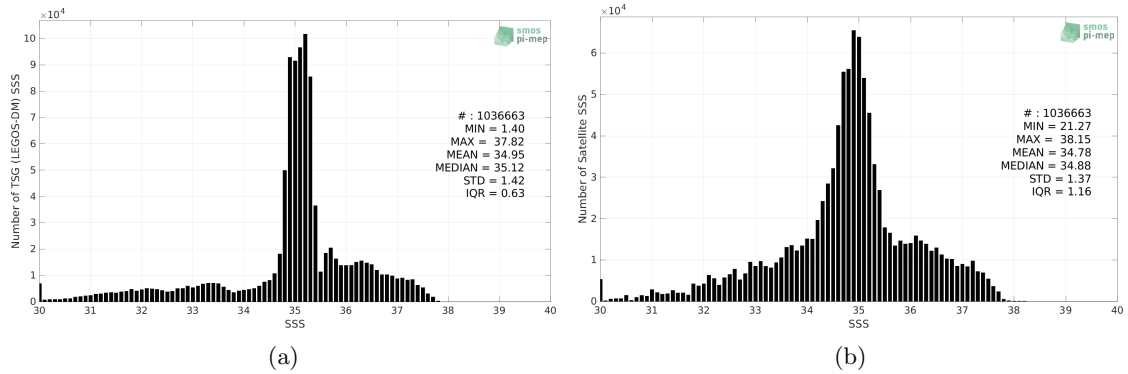 ×10⁴
10
9
8
7
6
5
4
3
2
1
0
30 31 32 33 34 35 36 37 38 39 40
SSS
Number of TSG (LEGOS-DM) SSS
smos
pi-mep
# : 1036663
MIN = 1.40
MAX = 37.82
MEAN = 34.95
MEDIAN = 35.12
STD = 1.42
IQR = 0.63
(a)
×10⁴
6
5
4
3
2
1
0
30 31 32 33 34 35 36 37 38 39 40
SSS
Number of Satellite SSS
smos
pi-mep
# : 1036663
MIN = 21.27
MAX = 38.15
MEAN = 34.78
MEDIAN = 34.88
STD = 1.37
IQR = 1.16
(b)